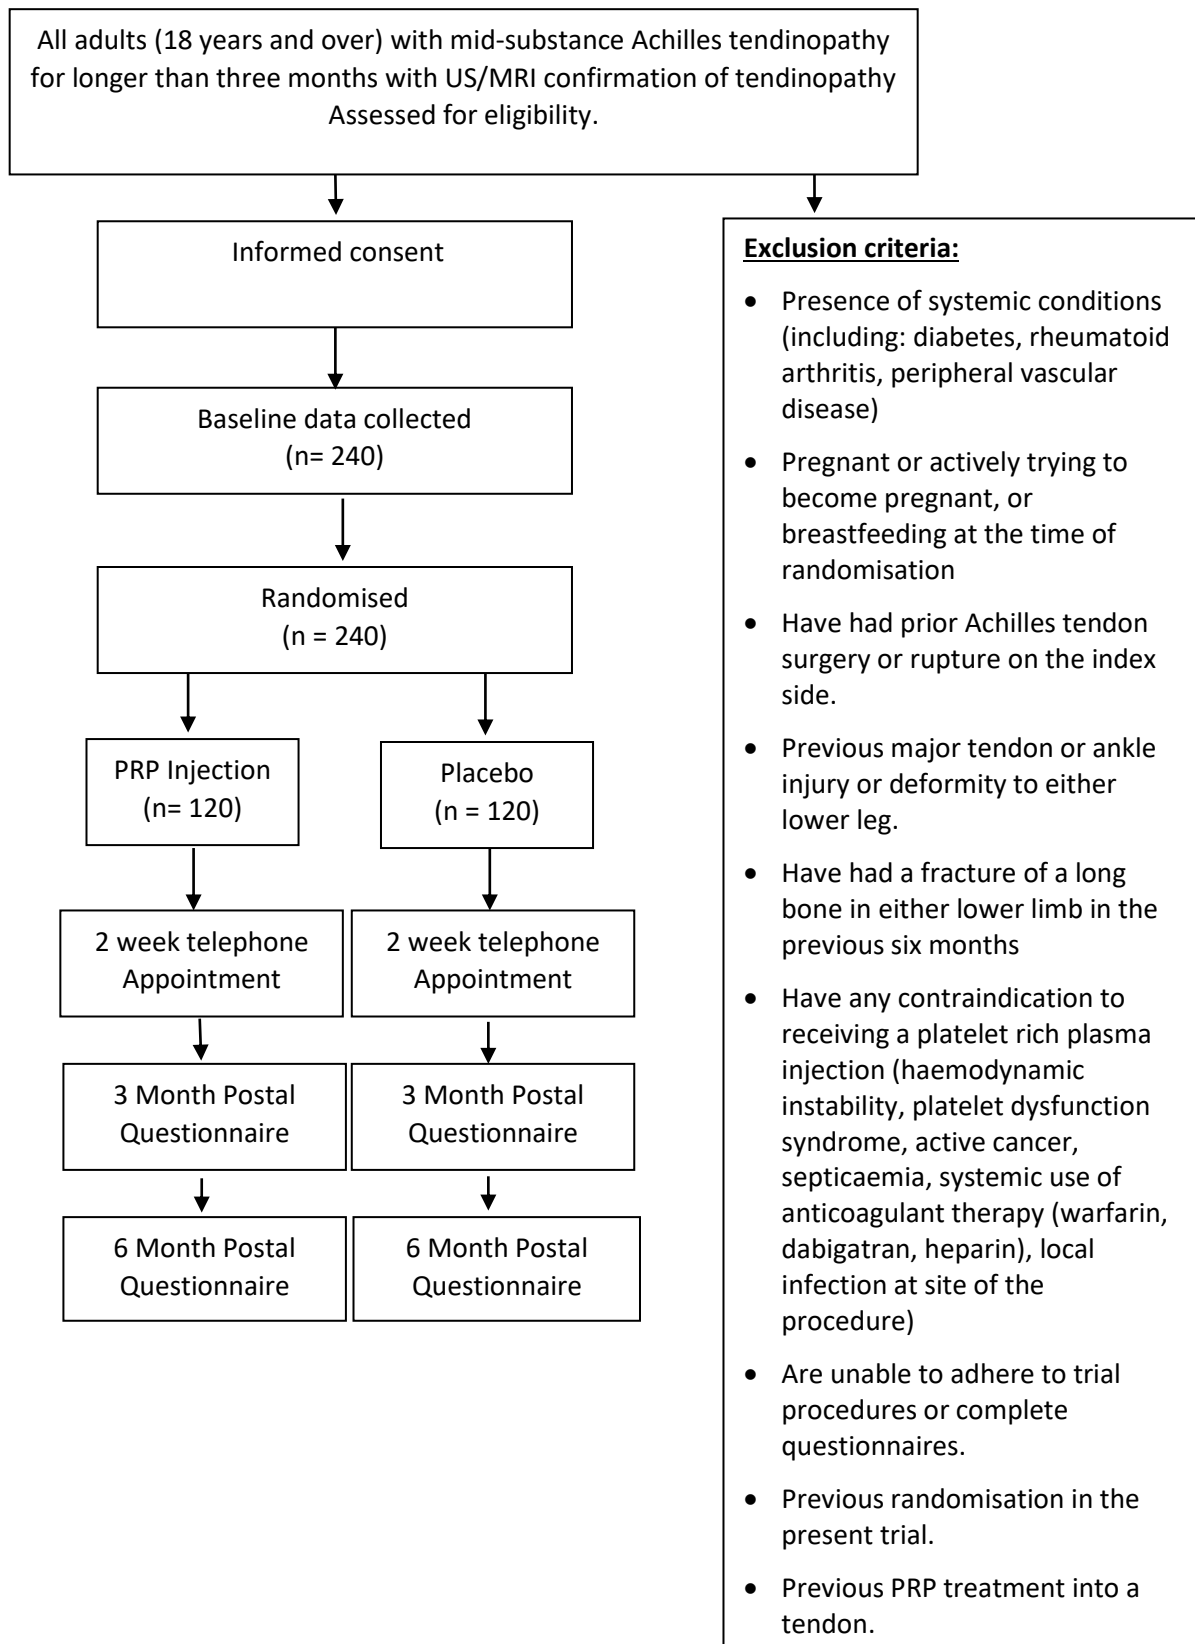 All adults (18 years and over) with mid-substance Achilles tendinopathy
for longer than three months with US/MRI confirmation of tendinopathy
Assessed for eligibility.
Informed consent
Baseline data collected
(n= 240)
Randomised
(n = 240)
PRP Injection
(n= 120)
Placebo
(n = 120)
2 week telephone
Appointment
2 week telephone
Appointment
3 Month Postal
Questionnaire
3 Month Postal
Questionnaire
6 Month Postal
Questionnaire
6 Month Postal
Questionnaire
Exclusion criteria:
• Presence of systemic conditions
(including: diabetes, rheumatoid
arthritis, peripheral vascular
disease)
• Pregnant or actively trying to
become pregnant, or
breastfeeding at the time of
randomisation
• Have had prior Achilles tendon
surgery or rupture on the index
side.
• Previous major tendon or ankle
injury or deformity to either
lower leg.
• Have had a fracture of a long
bone in either lower limb in the
previous six months
• Have any contraindication to
receiving a platelet rich plasma
injection (haemodynamic
instability, platelet dysfunction
syndrome, active cancer,
septicaemia, systemic use of
anticoagulant therapy (warfarin,
dabigatran, heparin), local
infection at site of the
procedure)
• Are unable to adhere to trial
procedures or complete
questionnaires.
• Previous randomisation in the
present trial.
• Previous PRP treatment into a
tendon.